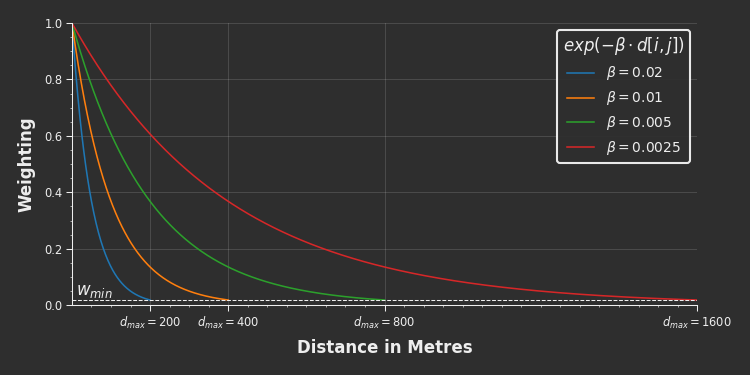 exp(−β · d[i, j])
β = 0.02
β = 0.01
β = 0.005
β = 0.0025
Weighting
1.0
0.8
0.6
0.4
0.2
0.0
w_min
d_max = 200
d_max = 400
d_max = 800
d_max = 1600
Distance in Metres